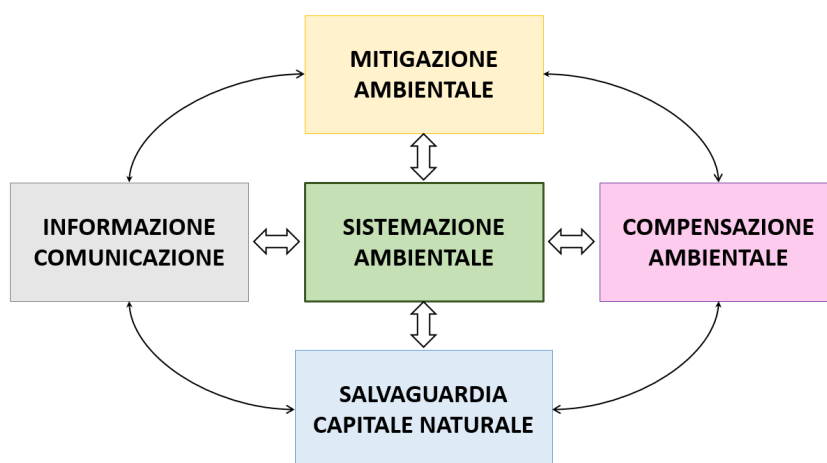 MITIGAZIONE
AMBIENTALE
INFORMAZIONE
COMUNICAZIONE
SISTEMAZIONE
AMBIENTALE
COMPENSAZIONE
AMBIENTALE
SALVAGUARDIA
CAPITALE NATURALE